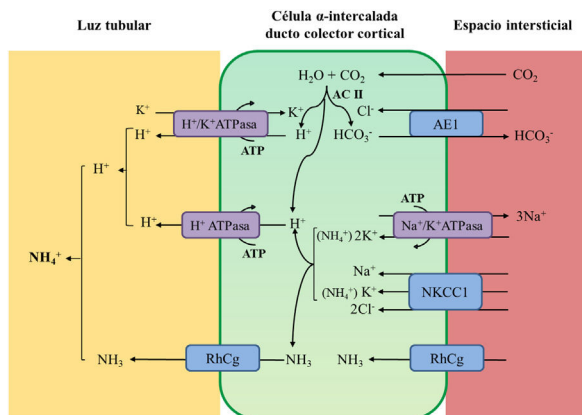 Luz tubular
Célula α-intercalada
ducto colector cortical
Espacio intersticial
H₂O + CO₂
CO₂
AC II
K⁺
H⁺/K⁺ATPasa
K⁺
Cl⁻
AE1
H⁺
H⁺
HCO₃⁻
HCO₃⁻
ATP
H⁺
ATP
H⁺
H⁺ ATPasa
H⁺
Na⁺/K⁺ATPasa
3Na⁺
(NH₄⁺) 2K⁺
ATP
NH₄⁺
Na⁺
(NH₄⁺) K⁺
NKCC1
2Cl⁻
NH₃
RhCg
NH₃
NH₃
RhCg